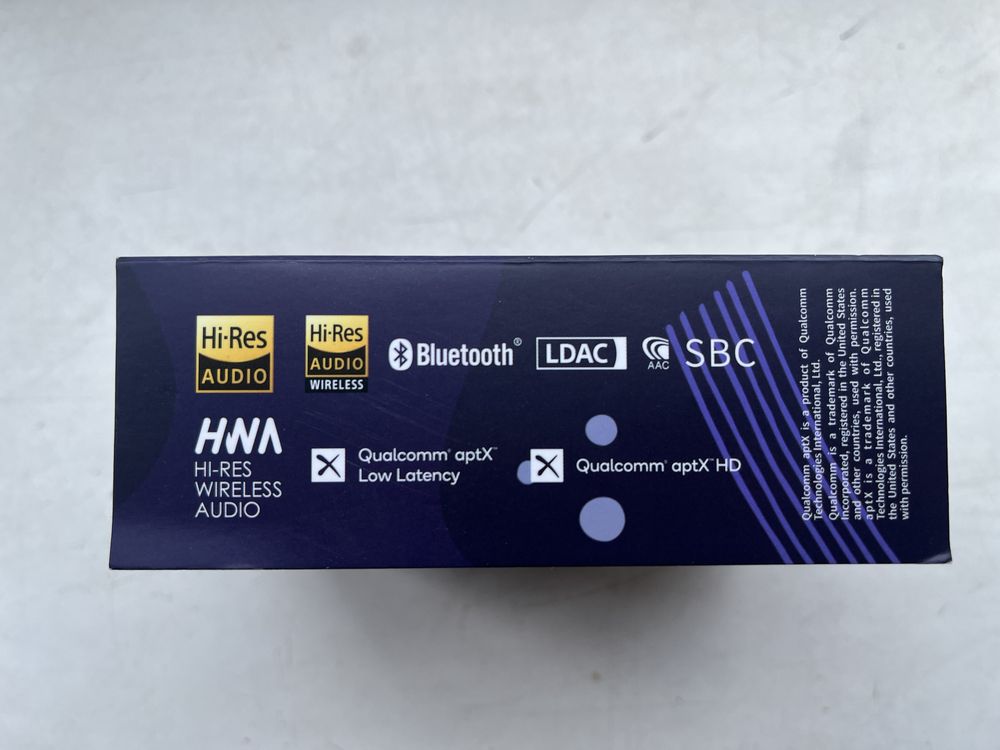 Hi·Res
AUDIO
Hi·Res
AUDIO
WIRELESS
Bluetooth®
LDAC
AAC
SBC
HWA
HI-RES
WIRELESS
AUDIO
Qualcomm® aptX™
Low Latency
Qualcomm® aptX™ HD
Qualcomm aptX is a product of Qualcomm
Technologies International, Ltd.
Qualcomm is a trademark of Qualcomm
Incorporated, registered in the United States
and other countries, used with permission.
aptX is a trademark of Qualcomm
Technologies International, Ltd., registered in
the United States and other countries, used
with permission.